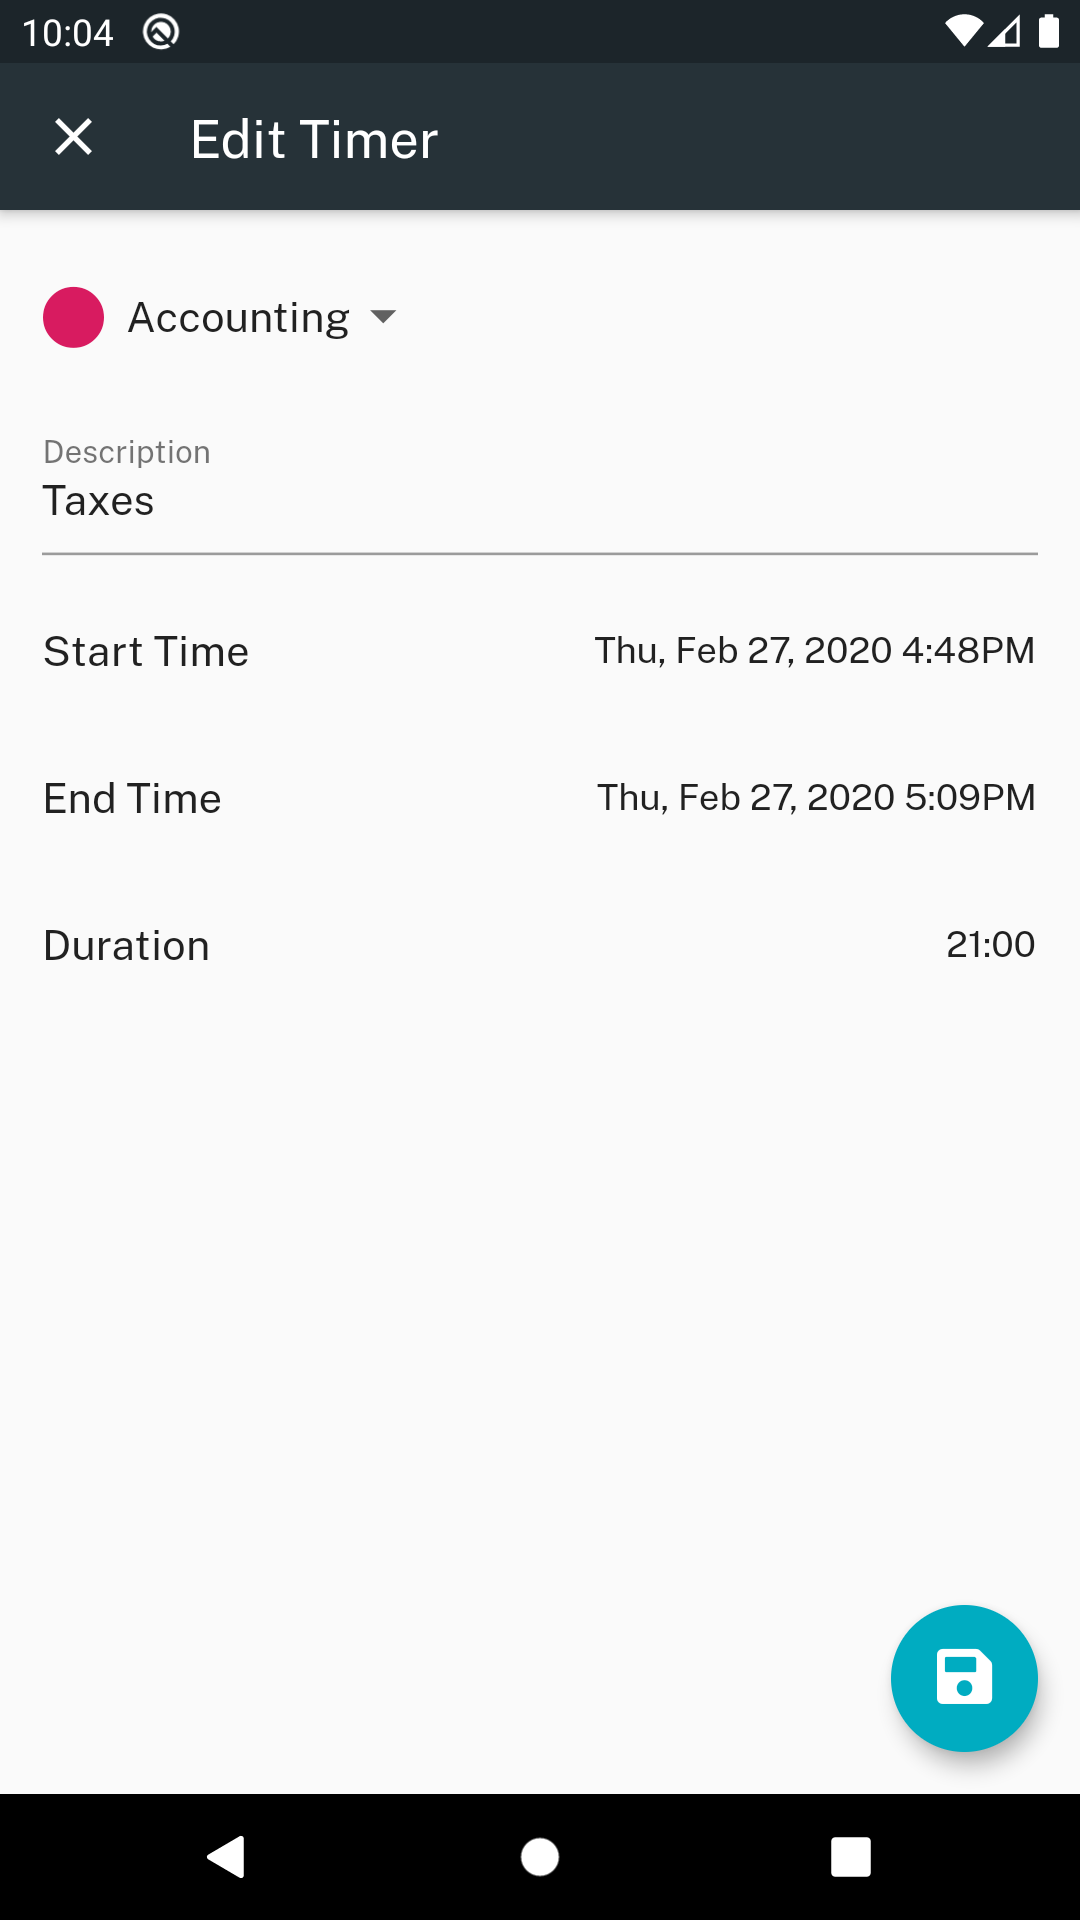 10:04
Edit Timer
Accounting
Description
Taxes
Start Time Thu, Feb 27, 2020 4:48PM
End Time Thu, Feb 27, 2020 5:09PM
Duration 21:00